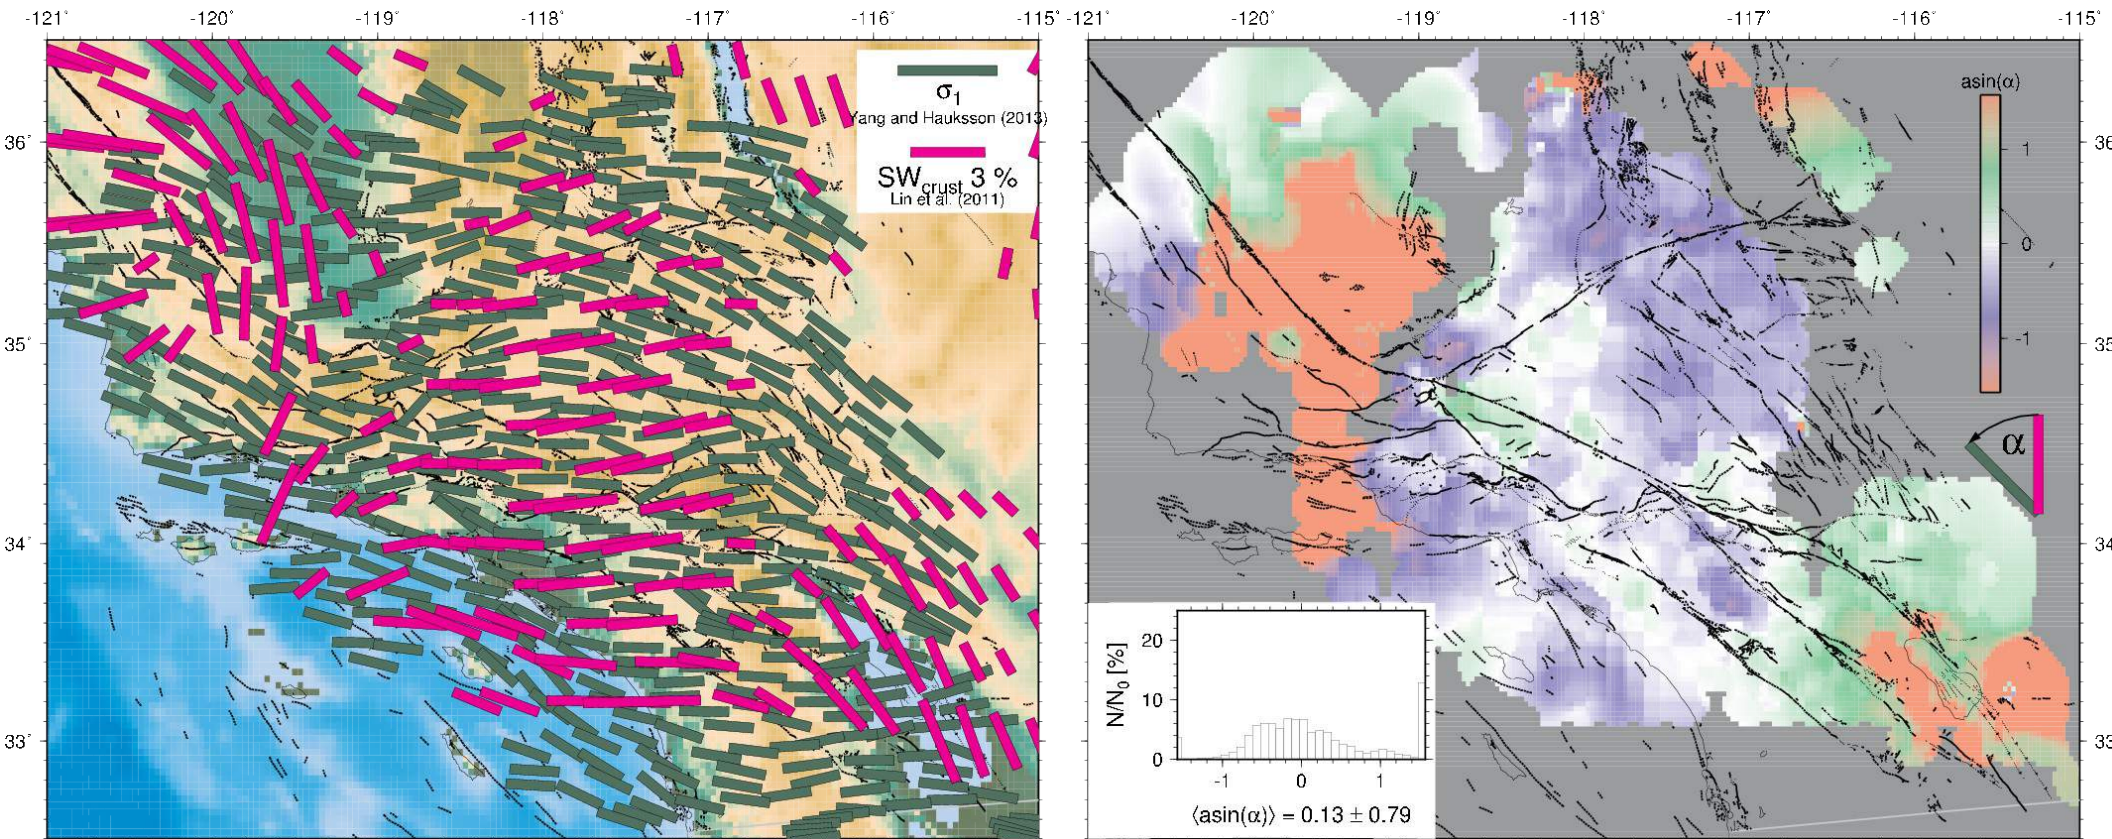 -121° -120° -119° -118° -117° -116° -115°
36°
35°
34°
33°
σ1
Yang and Hauksson (2013)
SWcrust 3 %
Lin et al. (2011)
-121° -120° -119° -118° -117° -116° -115°
asin(α)
1
0
-1
α
36
35
34
33
N/N0 [%]
20
10
0
-1 0 1
⟨asin(α)⟩ = 0.13 ± 0.79